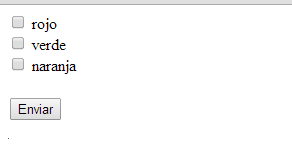 rojo
verde
naranja
Enviar
.